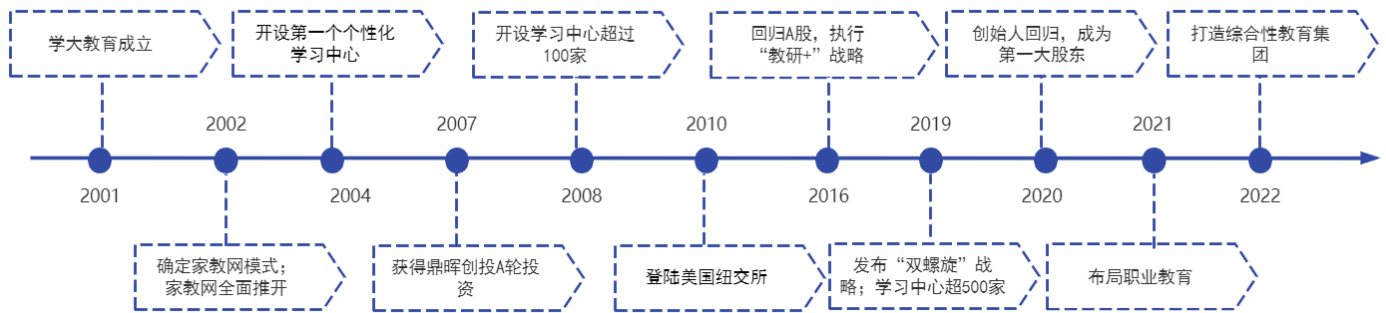 学大教育成立
开设第一个个性化
学习中心
开设学习中心超过
100家
回归A股，执行
“教研+”战略
创始人回归，成为
第一大股东
打造综合性教育集
团
2002
2007
2010
2019
2021
2001
2004
2008
2016
2020
2022
确定家教网模式；
家教网全面推开
获得鼎晖创投A轮投
资
登陆美国纽交所
发布“双螺旋”战
略；学习中心超500家
布局职业教育